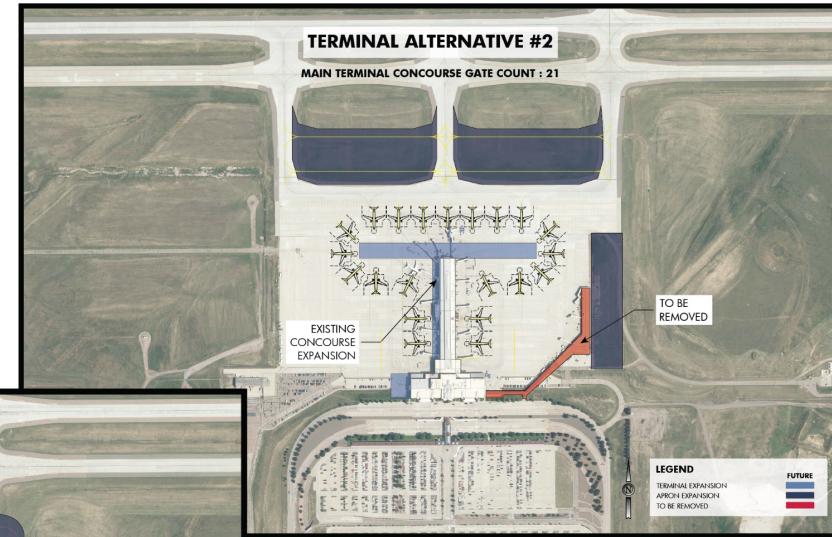 TERMINAL ALTERNATIVE #2
MAIN TERMINAL CONCOURSE GATE COUNT : 21
EXISTING
CONCOURSE
EXPANSION
TO BE
REMOVED
N
LEGEND
FUTURE
TERMINAL EXPANSION
APRON EXPANSION
TO BE REMOVED